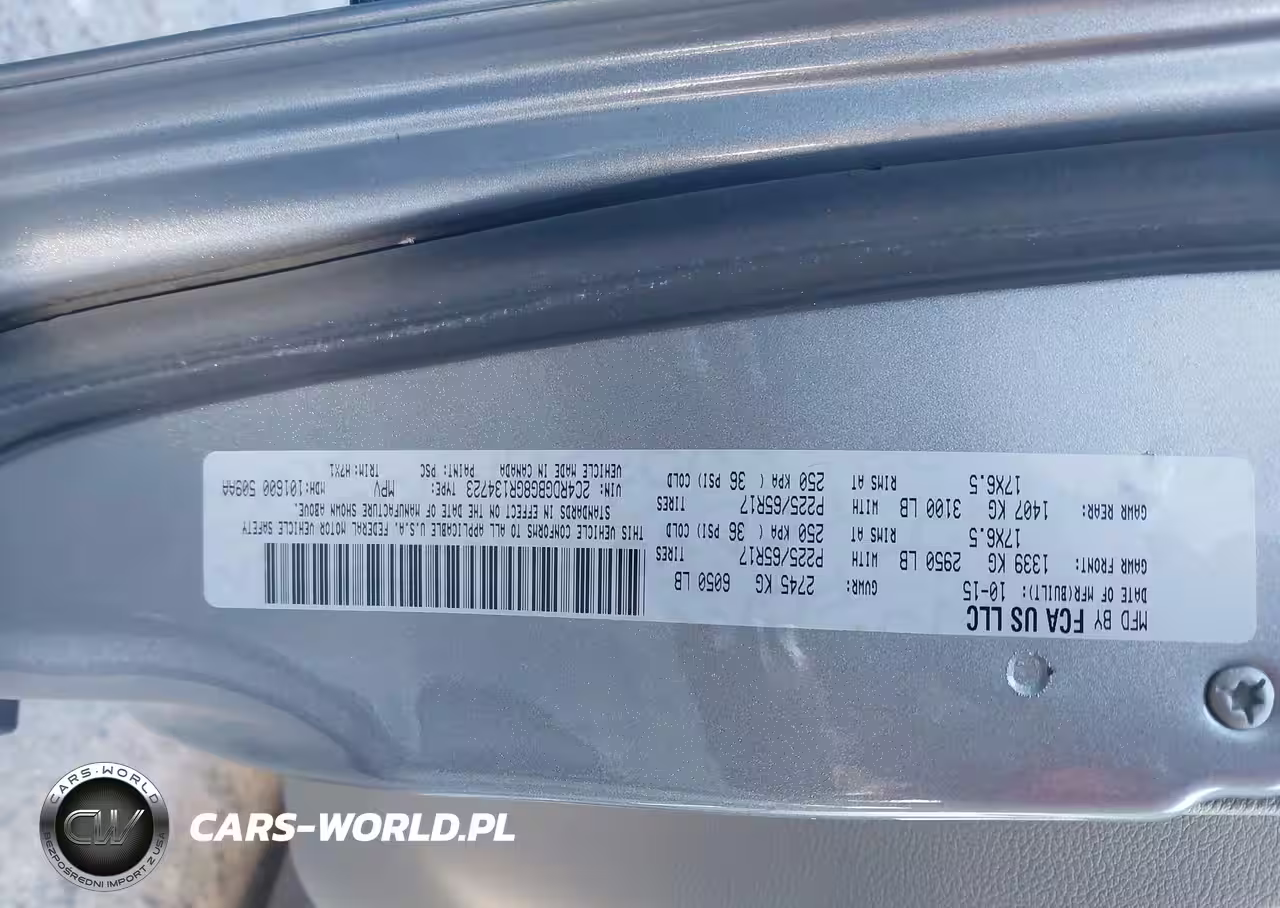 MFD BY FCA US LLC
DATE OF MFR(BUILT): 10-15 GVWR: 2745 KG 6050 LB
GAWR FRONT: 1339 KG 2950 LB WITH P225/65R17 TIRES
17X6.5 RIMS AT 250 KPA ( 36 PSI) COLD
GAWR REAR: 1407 KG 3100 LB WITH P225/65R17 TIRES
17X6.5 RIMS AT 250 KPA ( 36 PSI) COLD
THIS VEHICLE CONFORMS TO ALL APPLICABLE U.S.A. FEDERAL MOTOR VEHICLE SAFETY
STANDARDS IN EFFECT ON THE DATE OF MANUFACTURE SHOWN ABOVE.
VIN: 2C4RDGBG8GR134723 TYPE: MPV MDH:101600 509AA
VEHICLE MADE IN CANADA PAINT: PSC TRIM:H7X1
CARS-WORLD
CW
BEZPOŚREDNI IMPORT Z USA
CARS-WORLD.PL